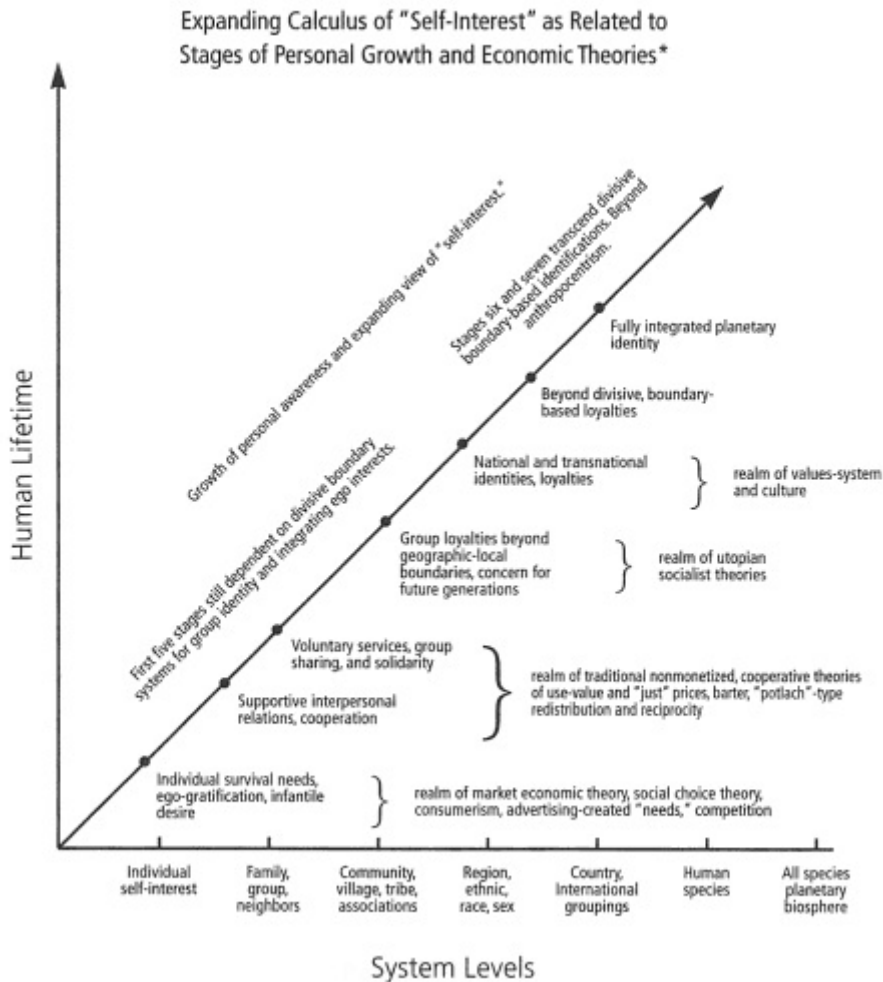 Expanding Calculus of "Self-Interest" as Related to
Stages of Personal Growth and Economic Theories*
Growth of personal awareness and expanding view of "self-interest."
Stages six and seven transcend divisive
boundary-based identifications. Beyond
anthropocentrism.
First five stages still dependent on divisive boundary
systems for group identity and integrating ego interests.
Human Lifetime
Fully integrated planetary
identity
Beyond divisive, boundary-
based loyalties
National and transnational
identities, loyalties
realm of values-system
and culture
Group loyalties beyond
geographic-local
boundaries, concern for
future generations
realm of utopian
socialist theories
Voluntary services, group
sharing, and solidarity
Supportive interpersonal
relations, cooperation
realm of traditional nonmonetized, cooperative theories
of use-value and "just" prices, barter, "potlach"-type
redistribution and reciprocity
Individual survival needs,
ego-gratification, infantile
desire
realm of market economic theory, social choice theory,
consumerism, advertising-created "needs," competition
Individual
self-interest
Family,
group,
neighbors
Community,
village, tribe,
associations
Region,
ethnic,
race, sex
Country,
International
groupings
Human
species
All species
planetary
biosphere
System Levels